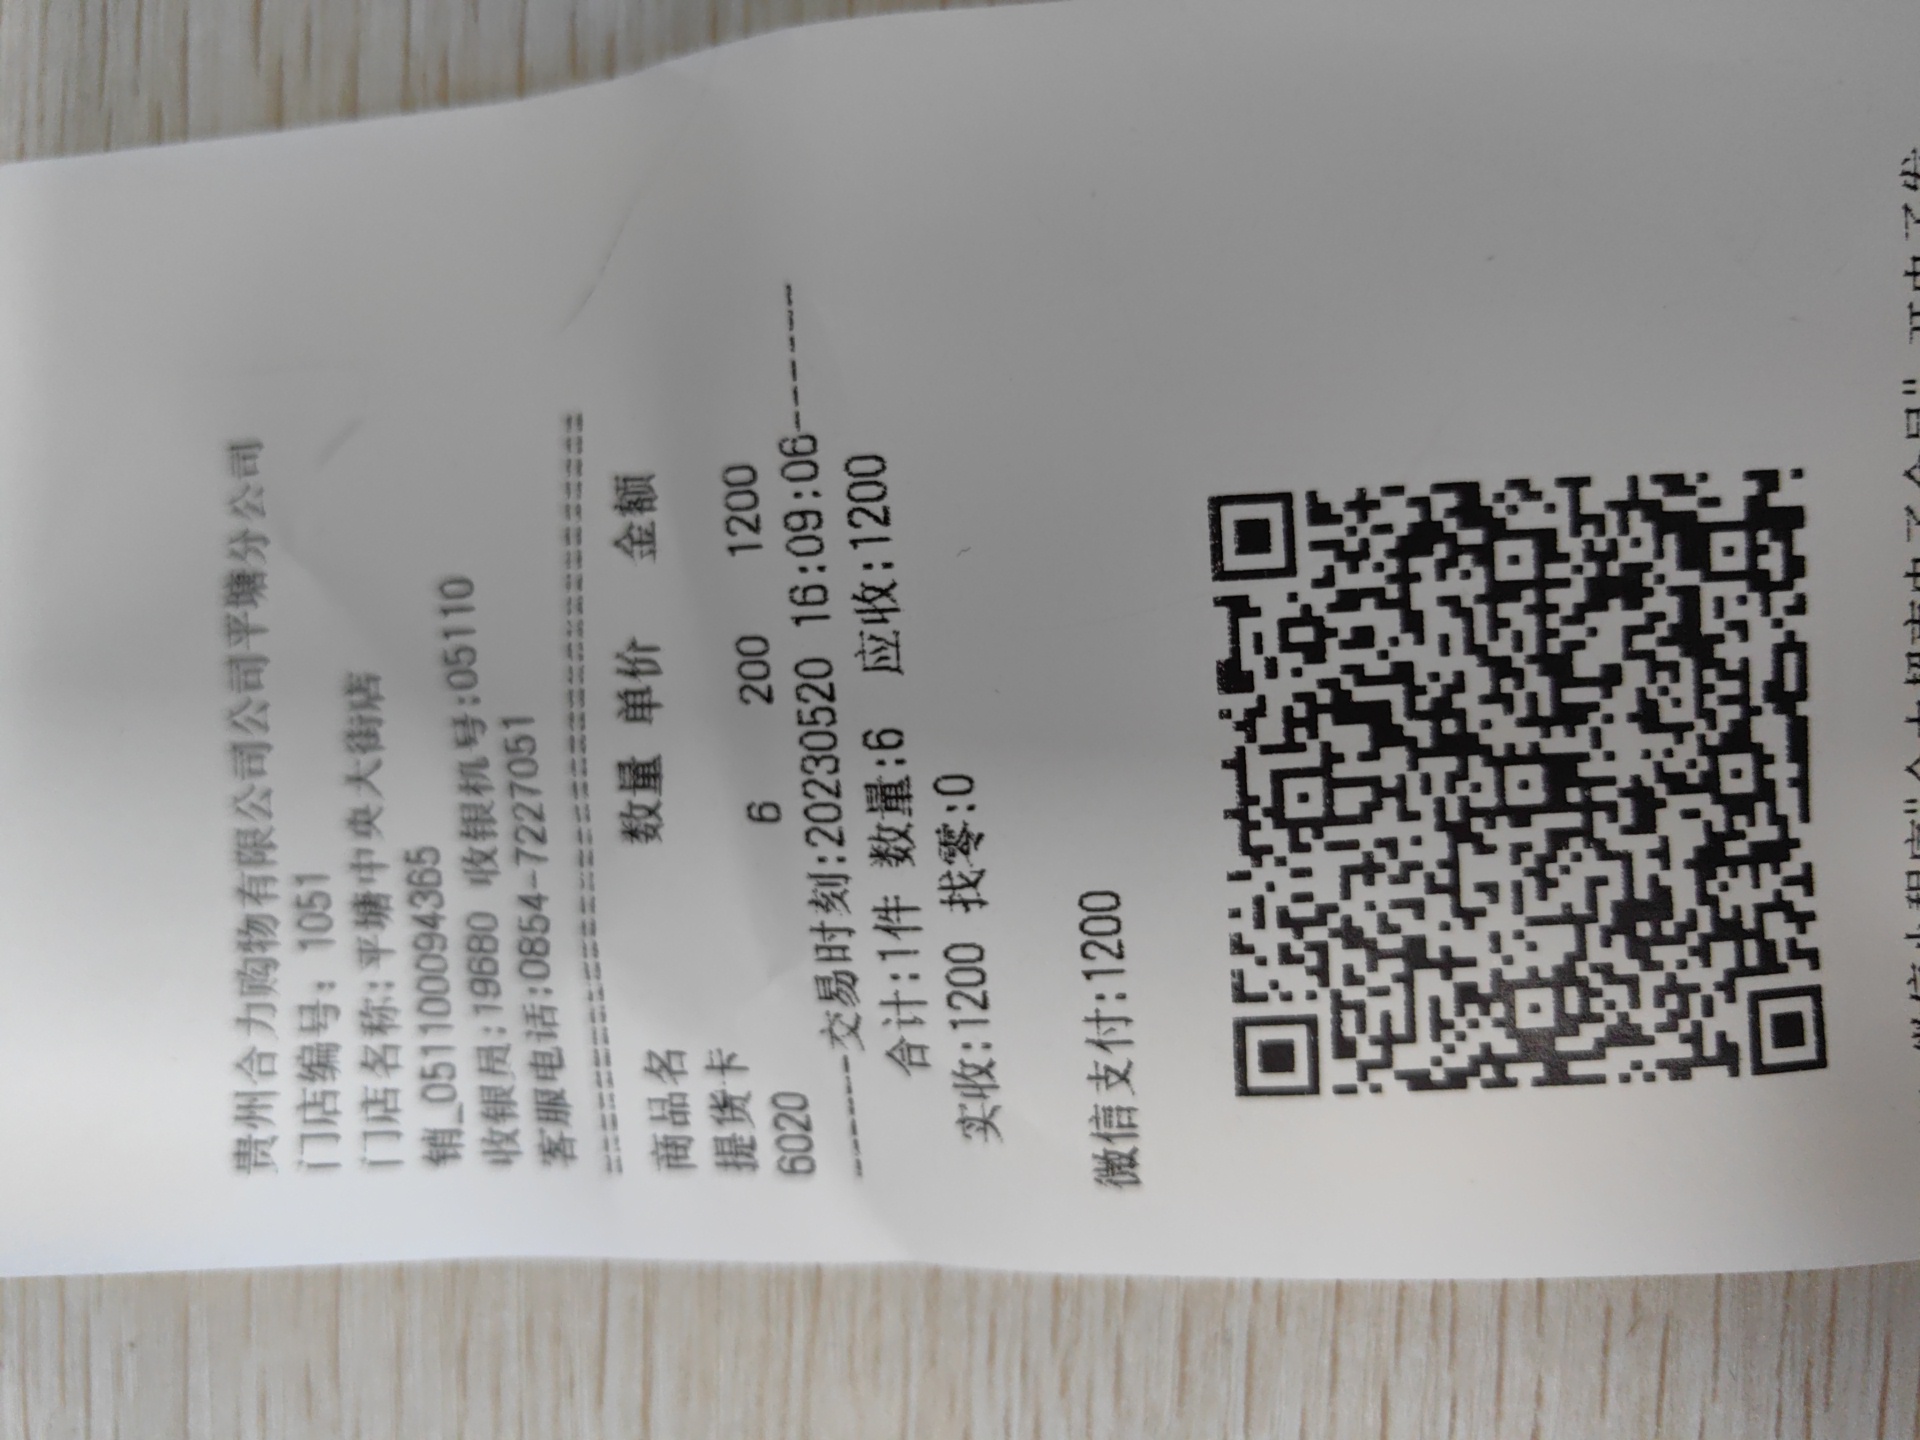 贵州合力购物有限公司公司平塘分公司
门店编号: 1051
门店名称:平塘中央大街店
销_0511000094365
收银员:19680 收银机号:05110
客服电话:0854-7227051
================================
商品名 数量 单价 金额
提货卡
6020 6 200 1200
------交易时刻:20230520 16:09:06------
合计:1件 数量:6 应收:1200
实收:1200 找零:0
微信支付:1200